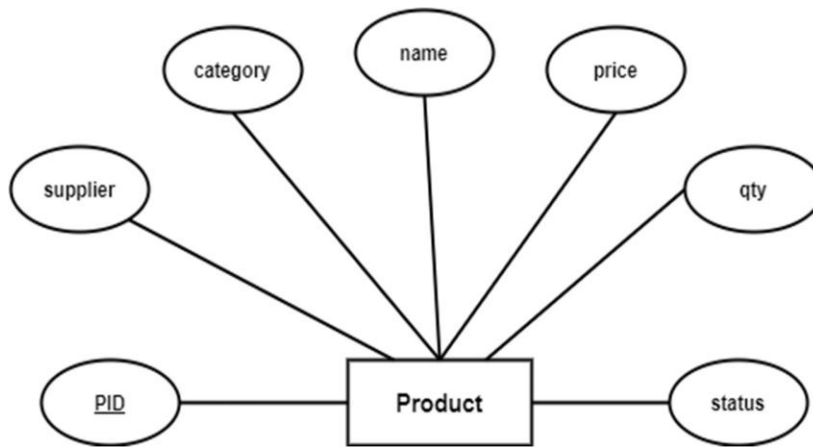 name
category
price
supplier
qty
PID
Product
status